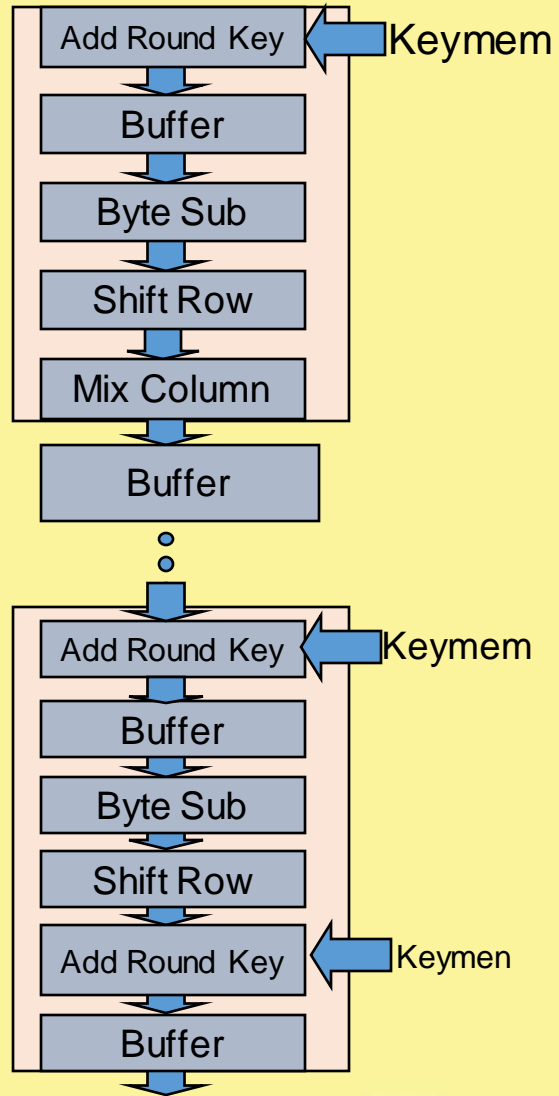 Add Round Key
Keymem
Buffer
Byte Sub
Shift Row
Mix Column
Buffer
Add Round Key
Keymem
Buffer
Byte Sub
Shift Row
Add Round Key
Keymen
Buffer